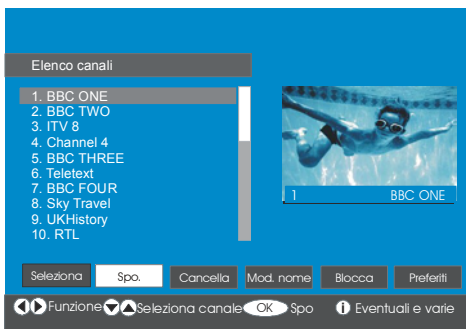 Elenco canali
1. BBC ONE
2. BBC TWO
3. ITV 8
4. Channel 4
5. BBC THREE
6. Teletext
7. BBC FOUR
8. Sky Travel
9. UKHistory
10. RTL
1 BBC ONE
Seleziona Spo. Cancella Mod. nome Blocca Preferiti
Funzione Seleziona canale OK Spo i Eventuali e varie